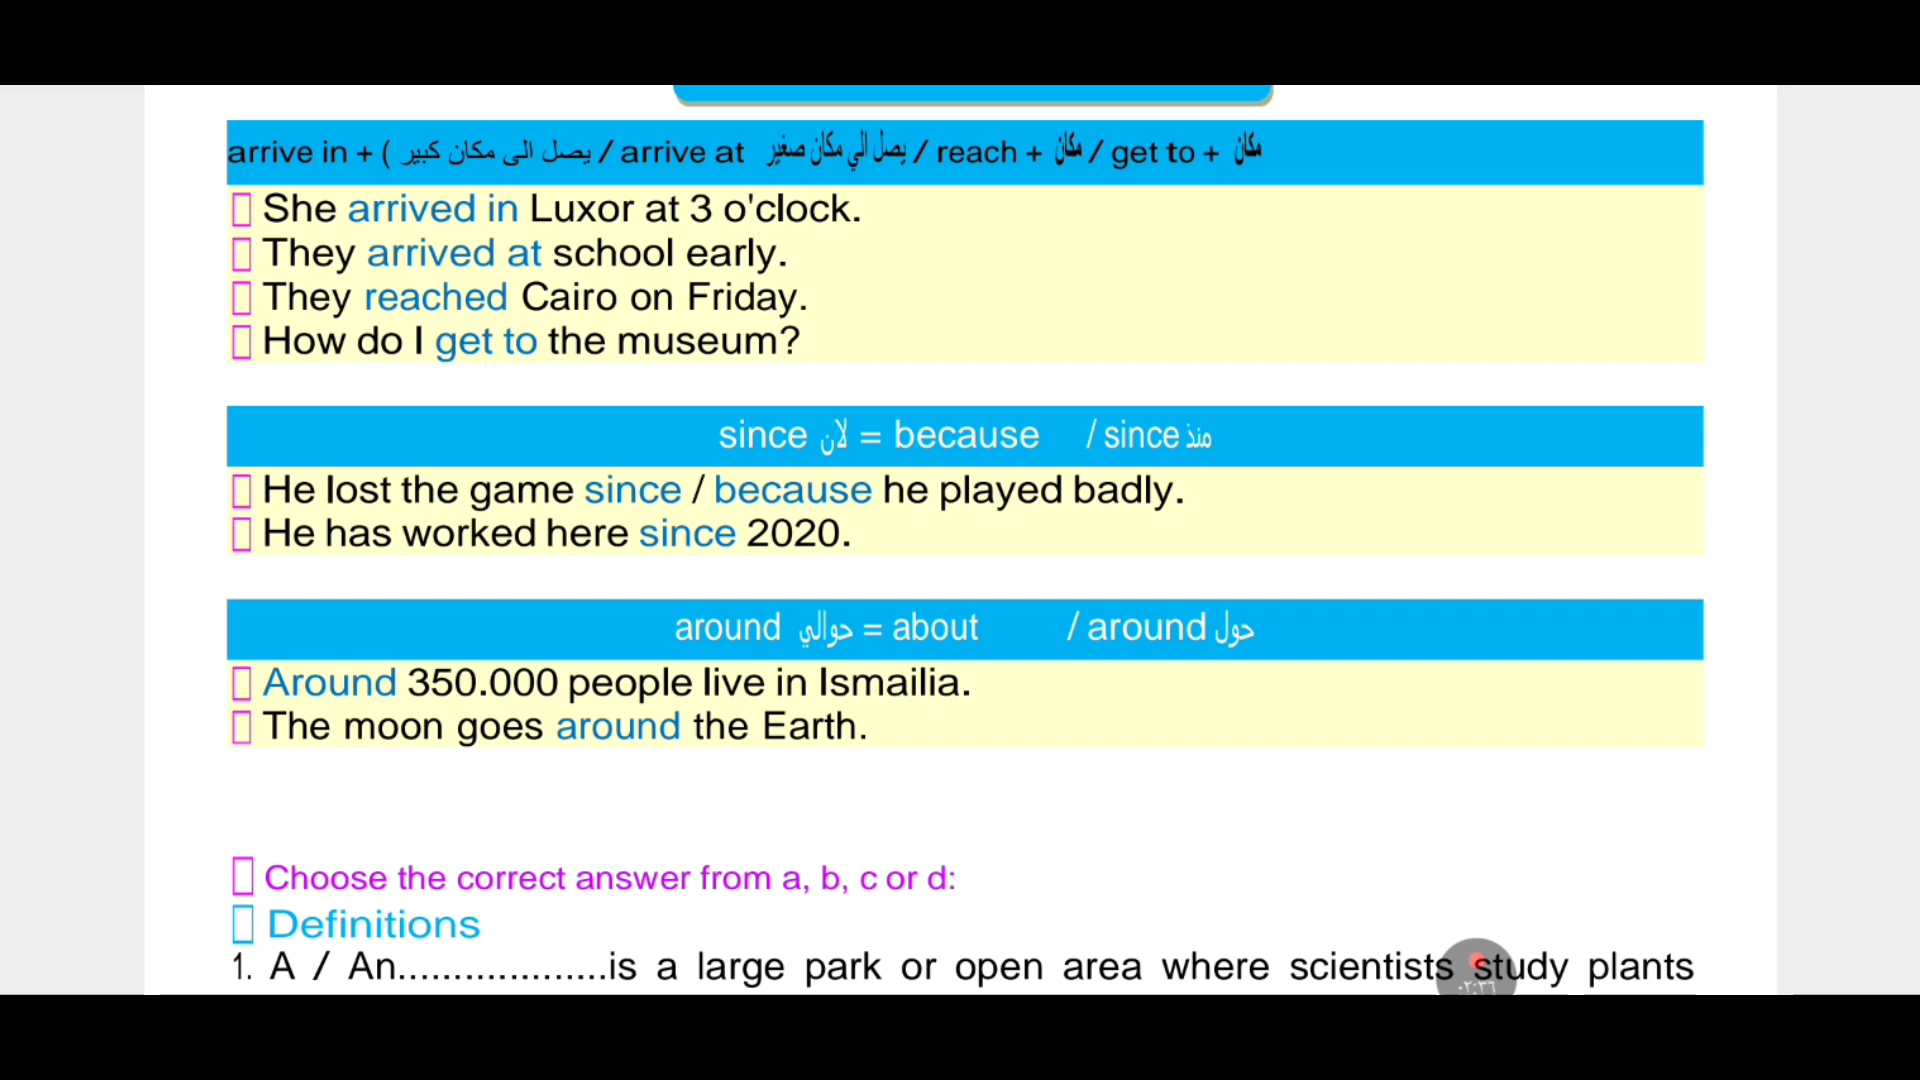 arrive in + ( يصل الى مكان كبير / arrive at يصل الي مكان صغير / reach + مكان / get to + مكان
She arrived in Luxor at 3 o'clock.
They arrived at school early.
They reached Cairo on Friday.
How do I get to the museum?
since لان = because / since منذ
He lost the game since / because he played badly.
He has worked here since 2020.
around حوالي = about / around حول
Around 350.000 people live in Ismailia.
The moon goes around the Earth.
Choose the correct answer from a, b, c or d:
Definitions
1. A / An...................is a large park or open area where scientists study plants
٠٢:٣٦